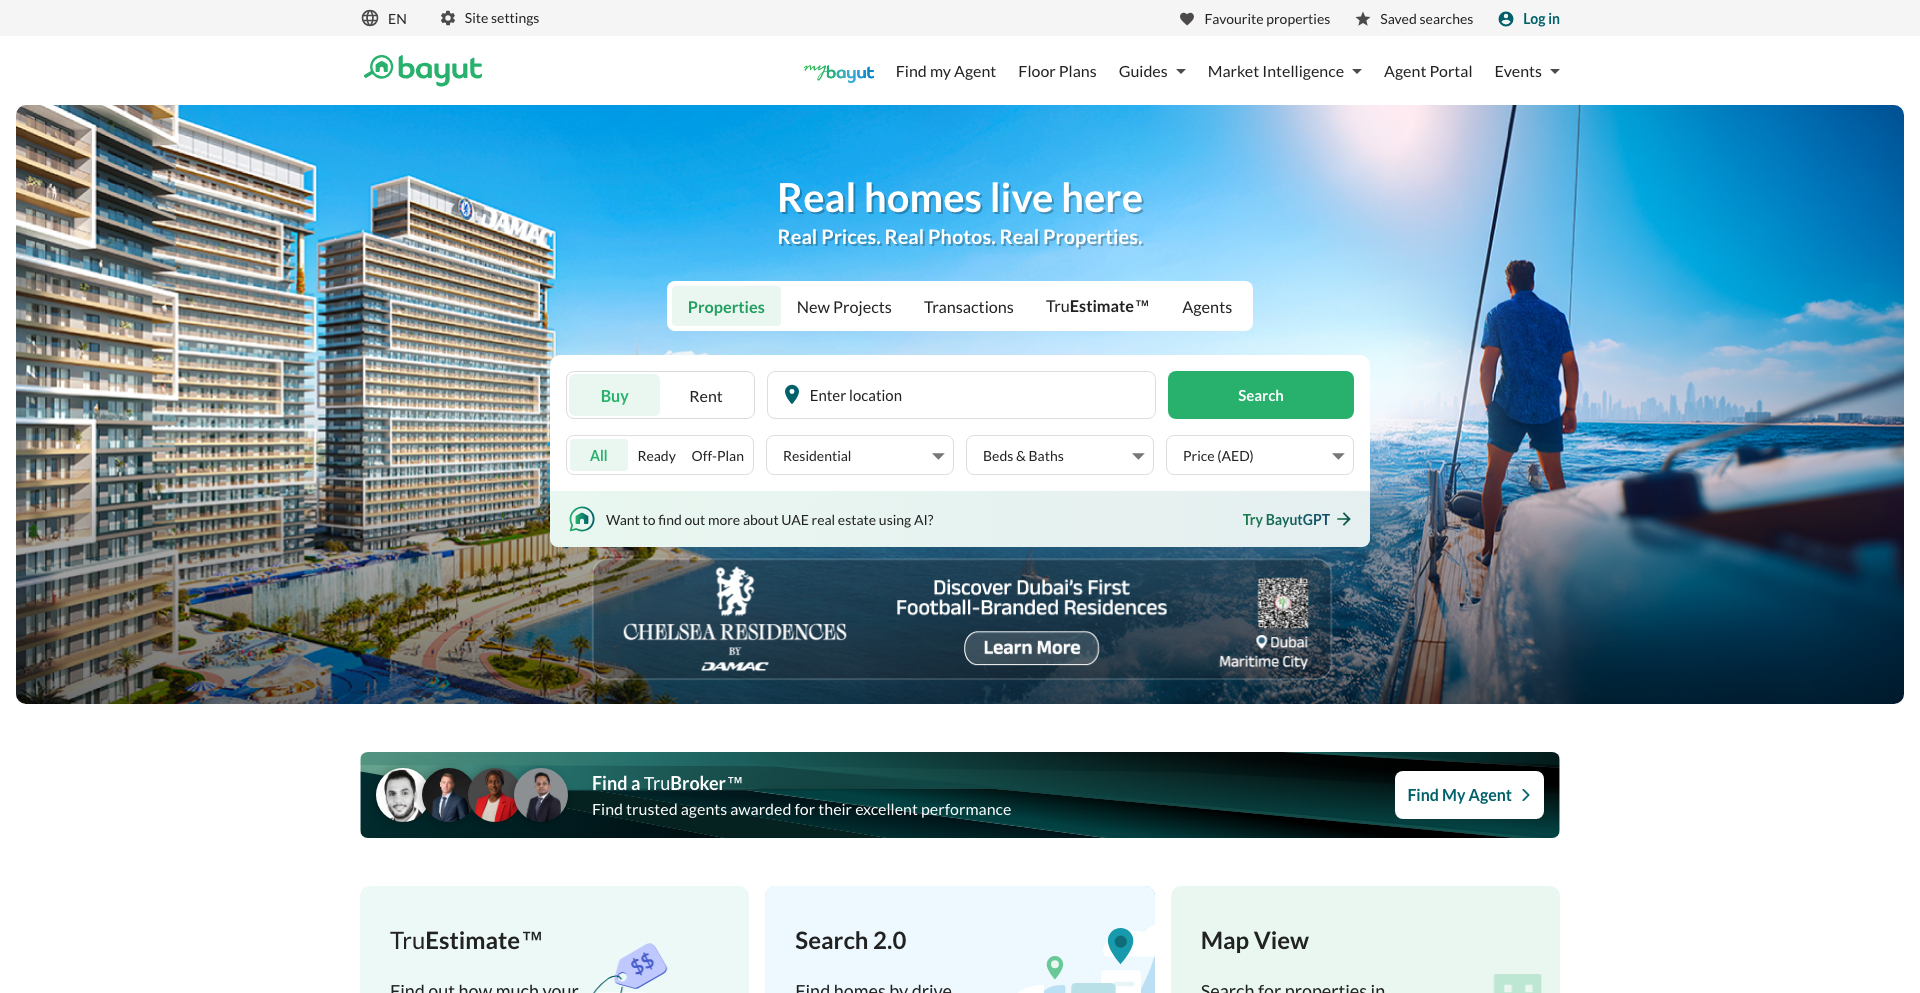 EN
Site settings
Favourite properties
Saved searches
Log in
bayut
mybayut
Find my Agent
Floor Plans
Guides
Market Intelligence
Agent Portal
Events
DAMAC
Real homes live here
Real Prices. Real Photos. Real Properties.
Properties
New Projects
Transactions
TruEstimate™
Agents
Buy
Rent
Enter location
Search
All
Ready
Off-Plan
Residential
Beds & Baths
Price (AED)
Want to find out more about UAE real estate using AI?
Try BayutGPT
CHELSEA RESIDENCES
BY
DAMAC
Discover Dubai's First
Football-Branded Residences
Learn More
Dubai
Maritime City
Find a TruBroker™
Find trusted agents awarded for their excellent performance
Find My Agent
TruEstimate™
Find out how much your
$$
Search 2.0
Find homes by drive
Map View
Search for properties in